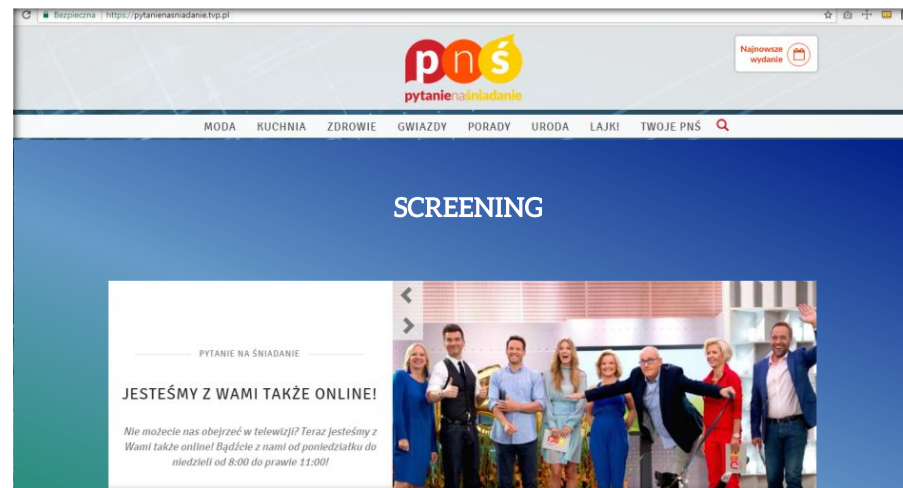 Bezpieczna | https://pytanienasniadanie.tvp.pl
pnś
pytanienaśniadanie
Najnowsze
wydanie
MODA KUCHNIA ZDROWIE GWIAZDY PORADY URODA LAJK! TWOJE PNŚ
SCREENING
PYTANIE NA ŚNIADANIE
JESTEŚMY Z WAMI TAKŻE ONLINE!
Nie możecie nas obejrzeć w telewizji? Teraz jesteśmy z
Wami także online! Bądźcie z nami od poniedziałku do
niedzieli od 8:00 do prawie 11:00!